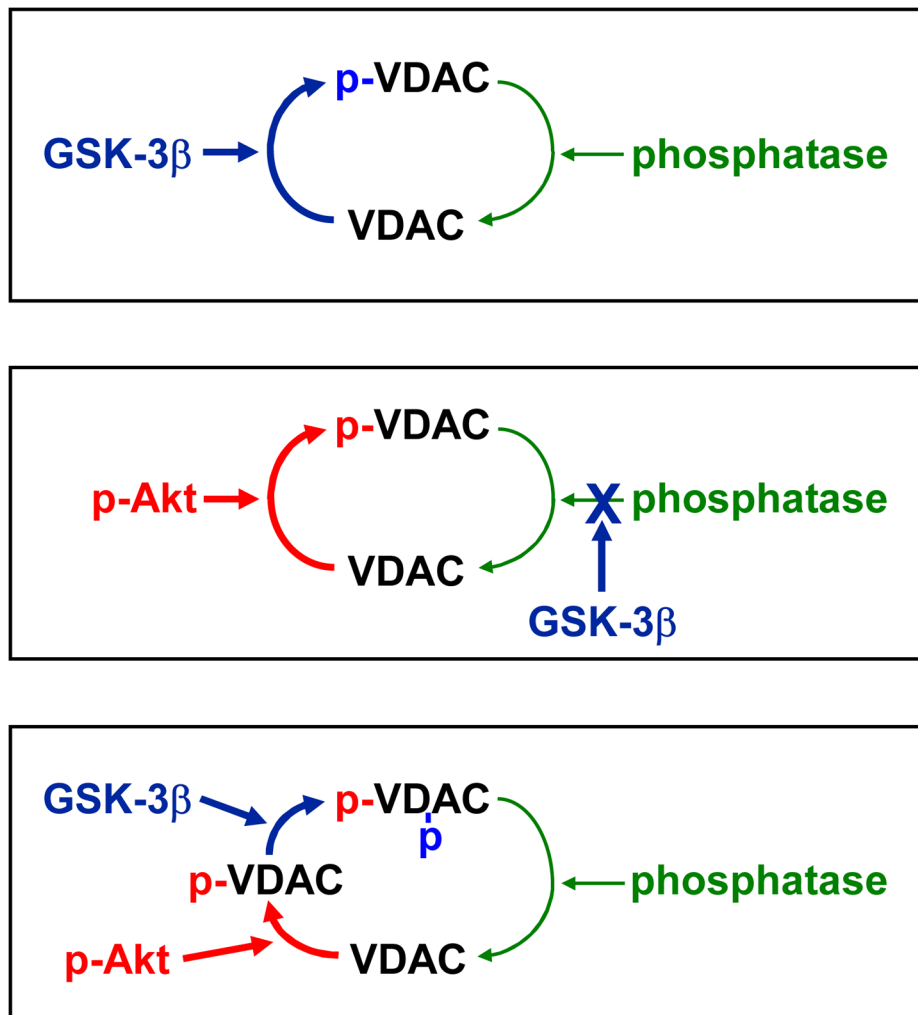 p-VDAC
GSK-3β
phosphatase
VDAC
p-VDAC
p-Akt
X
phosphatase
VDAC
GSK-3β
GSK-3β
p-VDAC
p
p-VDAC
phosphatase
p-Akt
VDAC